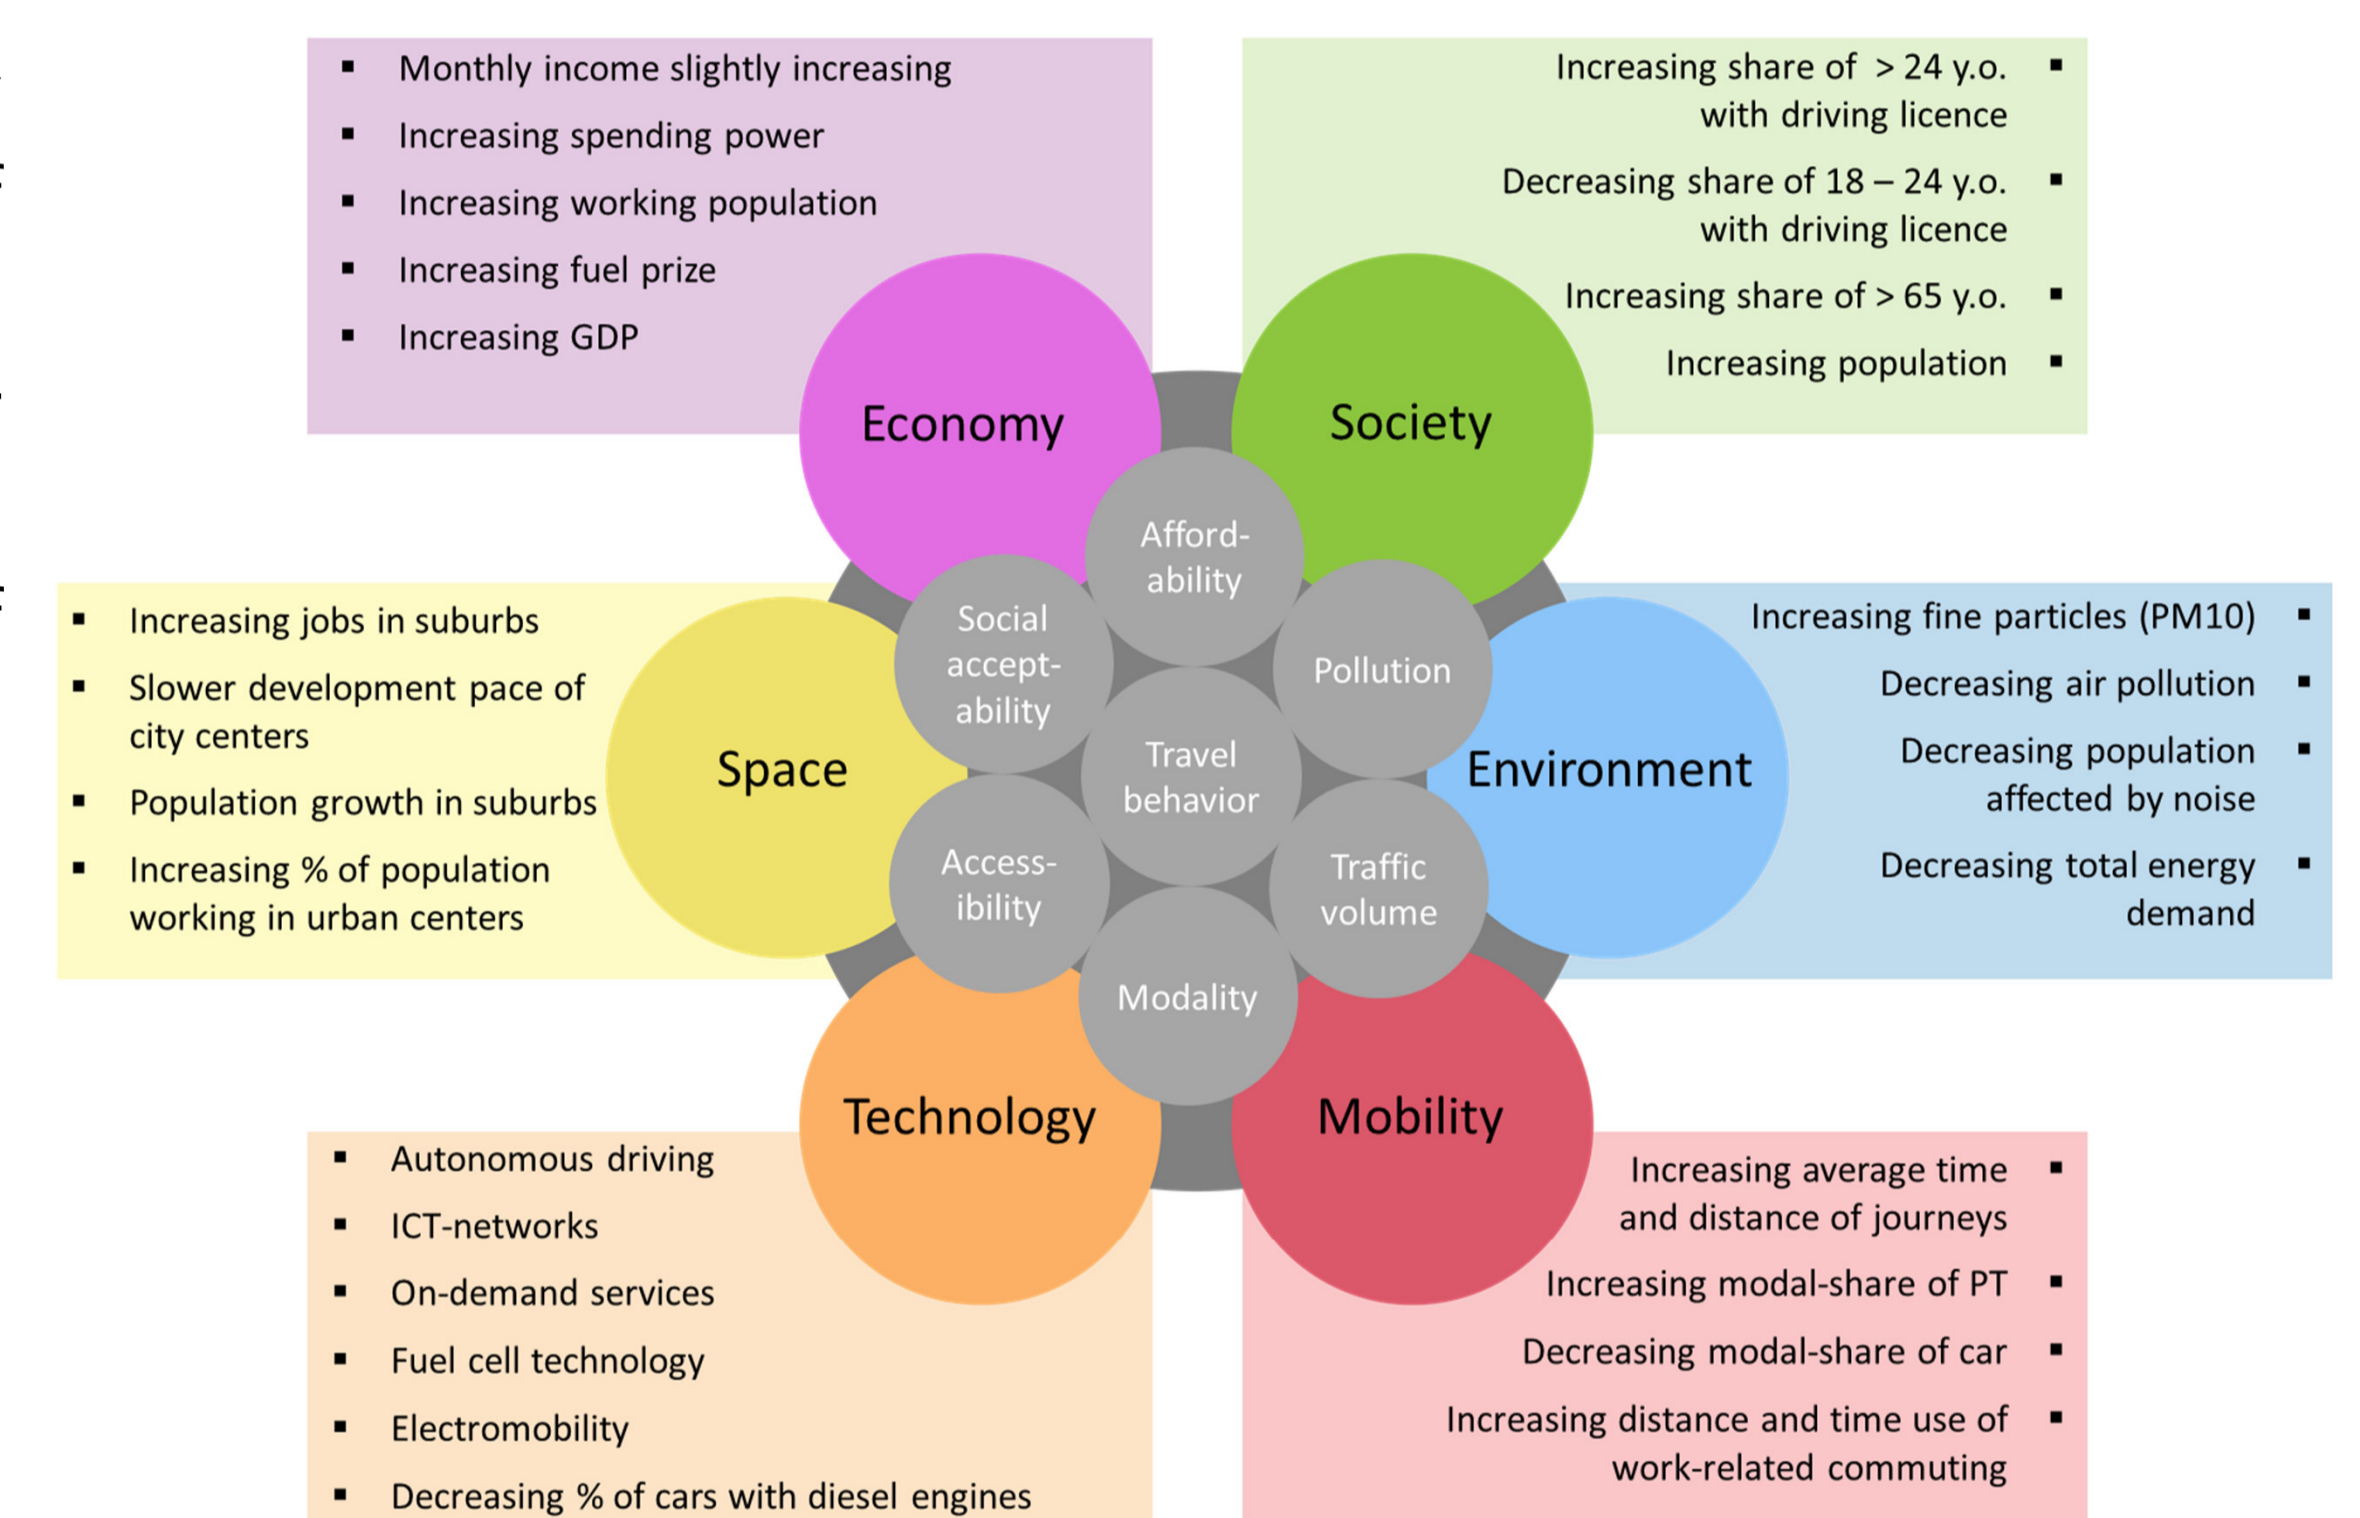 Monthly income slightly increasing
Increasing spending power
Increasing working population
Increasing fuel prize
Increasing GDP
Increasing share of > 24 y.o.
with driving licence
Decreasing share of 18 – 24 y.o.
with driving licence
Increasing share of > 65 y.o.
Increasing population
Economy
Society
Afford-
ability
Social
accept-
ability
Pollution
Travel
behavior
Access-
ibility
Traffic
volume
Modality
Increasing jobs in suburbs
Slower development pace of
city centers
Population growth in suburbs
Increasing % of population
working in urban centers
Space
Environment
Increasing fine particles (PM10)
Decreasing air pollution
Decreasing population
affected by noise
Decreasing total energy
demand
Technology
Mobility
Autonomous driving
ICT-networks
On-demand services
Fuel cell technology
Electromobility
Decreasing % of cars with diesel engines
Increasing average time
and distance of journeys
Increasing modal-share of PT
Decreasing modal-share of car
Increasing distance and time use of
work-related commuting